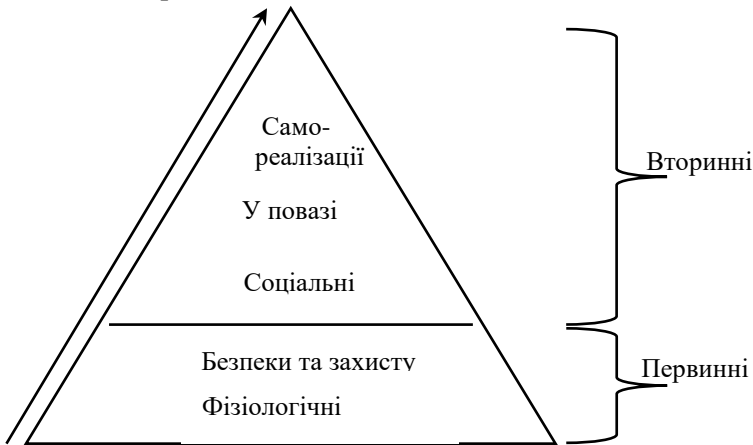 Само-
реалізації
Вторинні
У повазі
Соціальні
Безпеки та захисту
Первинні
Фізіологічні